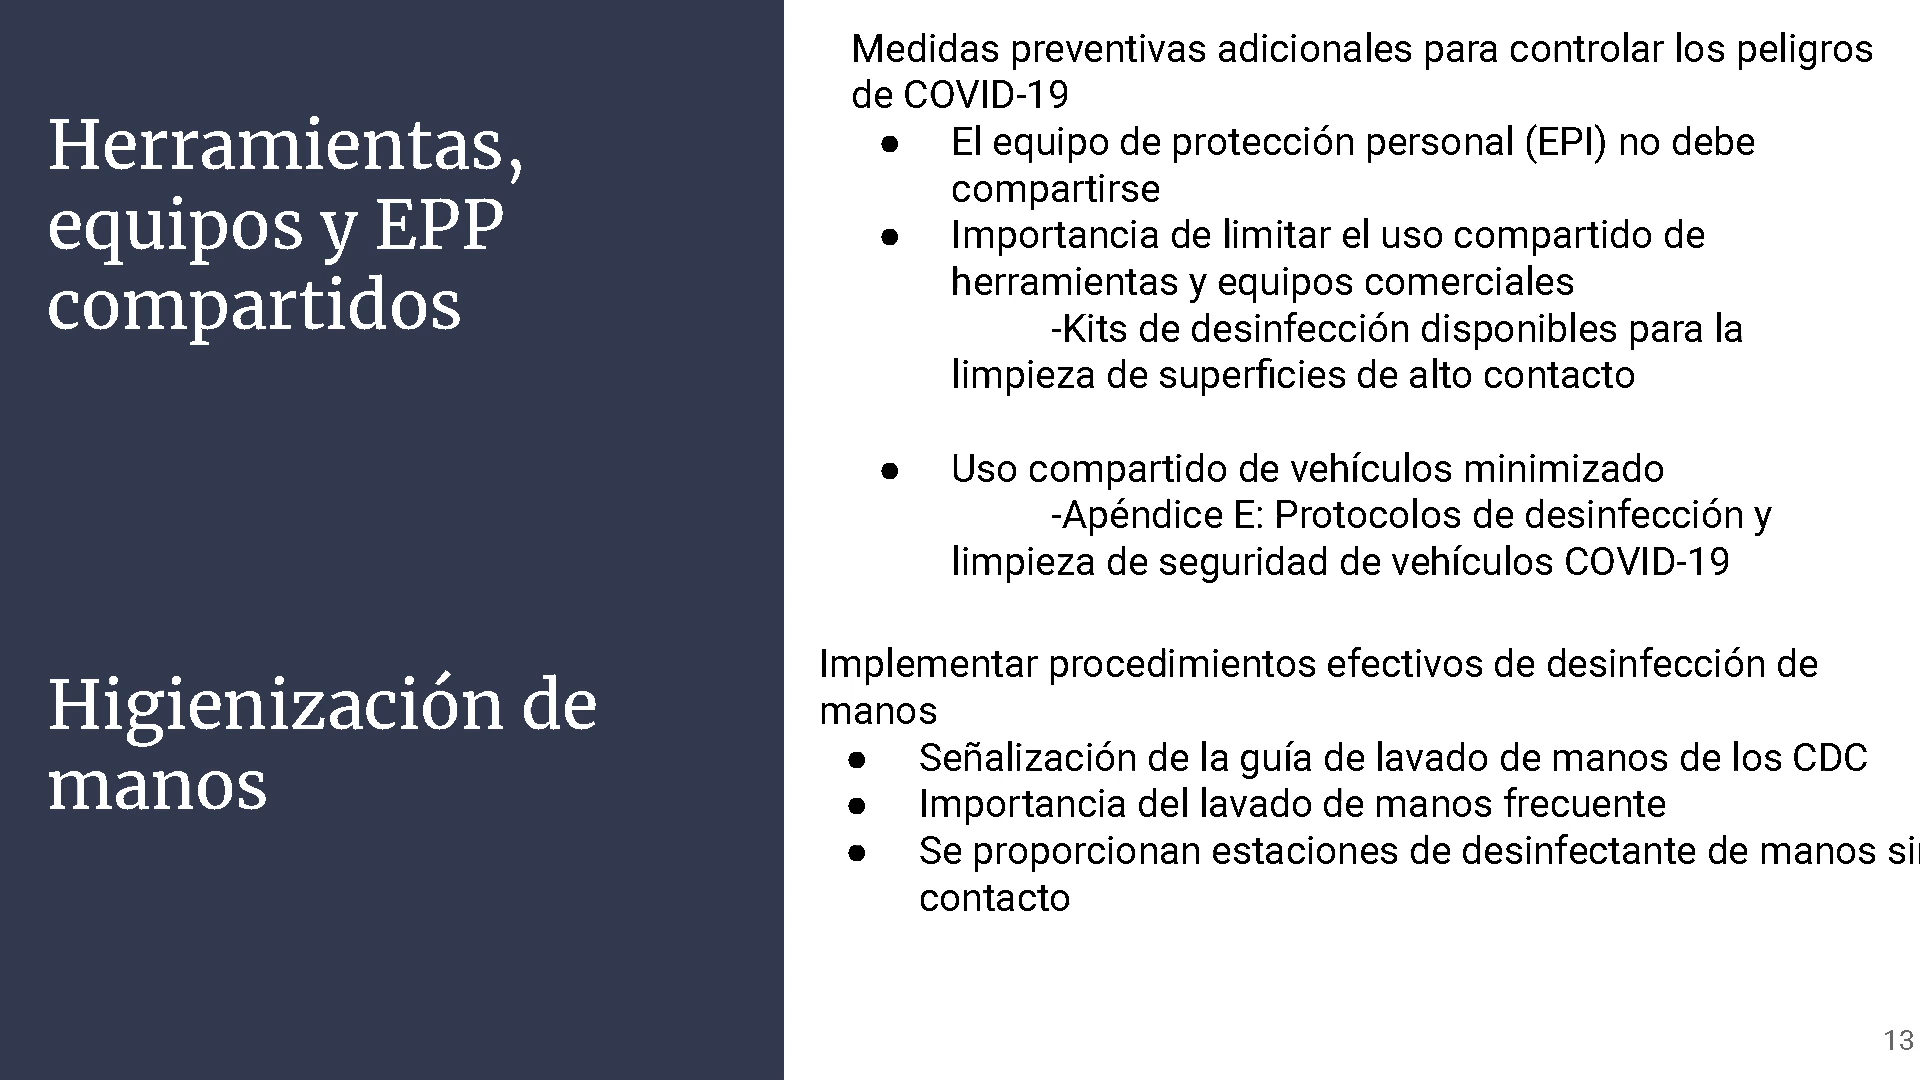 Herramientas,
equipos y EPP
compartidos
Medidas preventivas adicionales para controlar los peligros
de COVID-19
● El equipo de protección personal (EPI) no debe
compartirse
● Importancia de limitar el uso compartido de
herramientas y equipos comerciales
-Kits de desinfección disponibles para la
limpieza de superficies de alto contacto
● Uso compartido de vehículos minimizado
-Apéndice E: Protocolos de desinfección y
limpieza de seguridad de vehículos COVID-19
Higienización de
manos
Implementar procedimientos efectivos de desinfección de
manos
● Señalización de la guía de lavado de manos de los CDC
● Importancia del lavado de manos frecuente
● Se proporcionan estaciones de desinfectante de manos
contacto
13